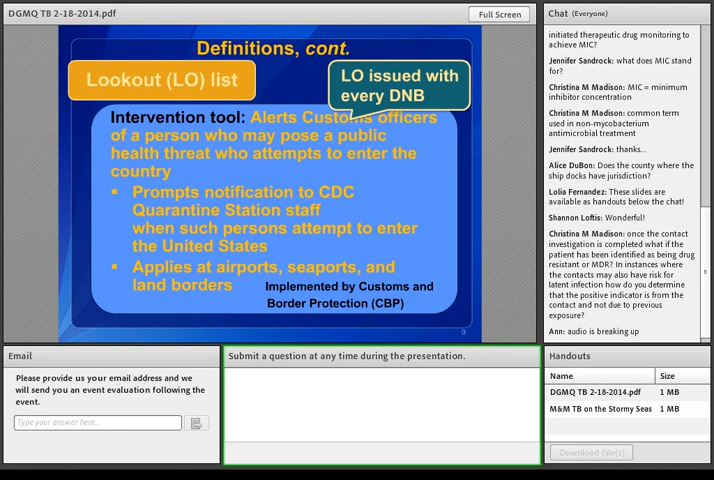 DGMQ TB 2-18-2014.pdf
Full Screen
Definitions, cont.
Lookout (LO) list
LO issued with
every DNB
Intervention tool: Alerts Customs officers
of a person who may pose a public
health threat who attempts to enter the
country
▪ Prompts notification to CDC
Quarantine Station staff
when such persons attempt to enter
the United States
▪ Applies at airports, seaports, and
land borders
Implemented by Customs and
Border Protection (CBP)
9
Chat (Everyone)
initiated therapeutic drug monitoring to
achieve MIC?
Jennifer Sandrock: what does MIC stand
for?
Christina M Madison: MIC = minimum
inhibitor concentration
Christina M Madison: common term
used in non-mycobacterium
antimicrobial treatment
Jennifer Sandrock: thanks...
Alice DuBon: Does the county where the
ship docks have jurisdiction?
Lolia Fernandez: These slides are
available as handouts below the chat!
Shannon Loftis: Wonderful!
Christina M Madison: once the contact
investigation is completed what if the
patient has been identified as being drug
resistant or MDR? In instances where
the contacts may also have risk for
latent infection how do you determine
that the positive indicator is from the
contact and not due to previous
exposure?
Ann: audio is breaking up
Email
Please provide us your email address and we
will send you an event evaluation following the
event.
Type your answer here...
Submit a question at any time during the presentation.
Handouts
Name Size
DGMQ TB 2-18-2014.pdf 1 MB
M&M TB on the Stormy Seas 1 MB
Download File(s)